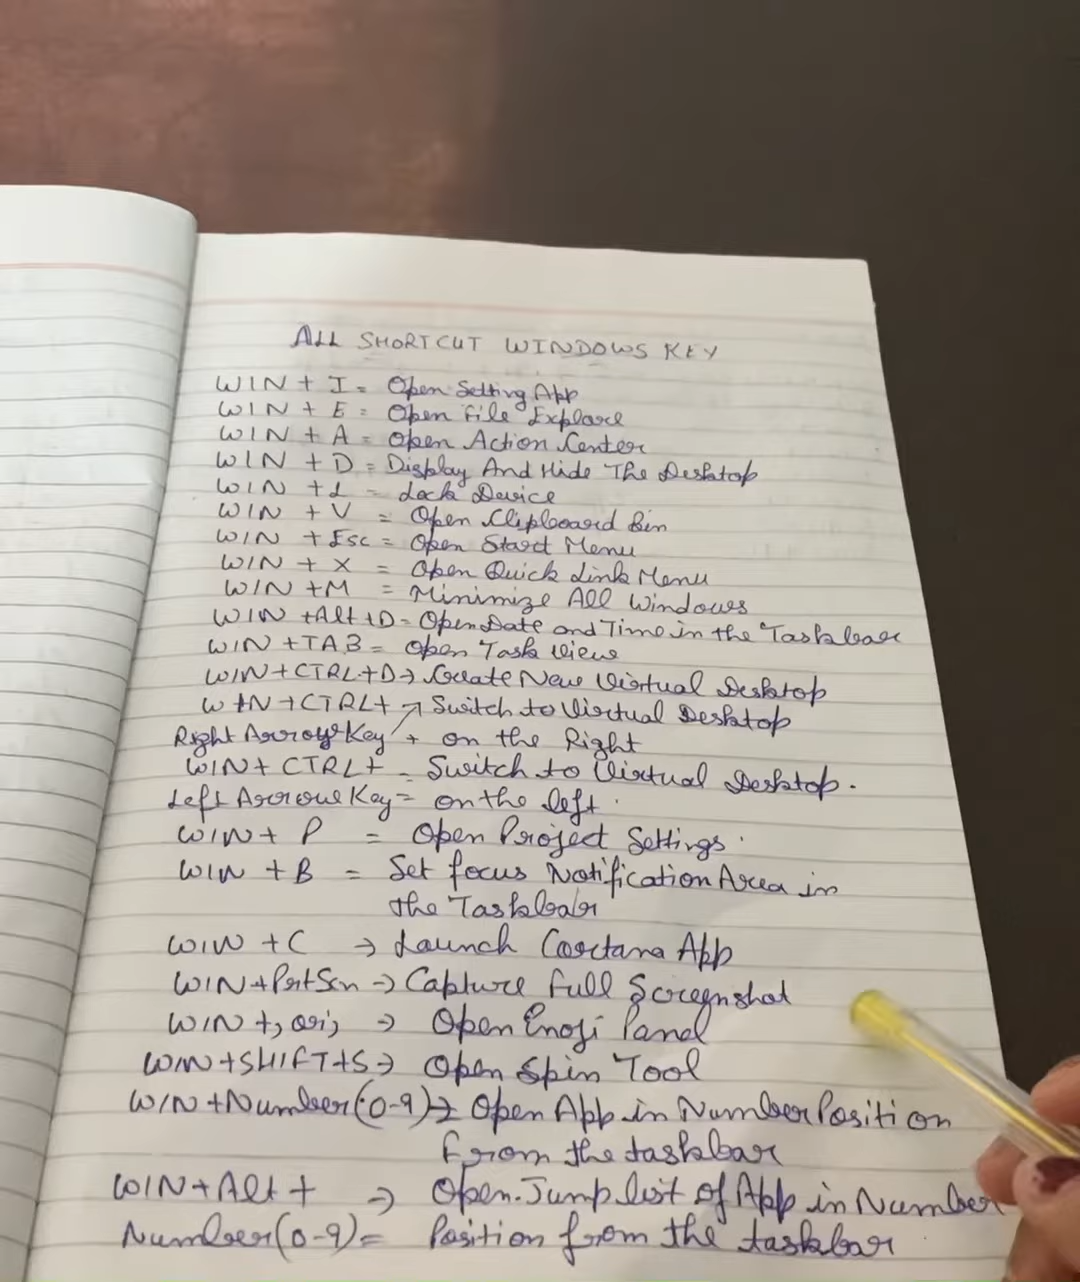 ALL SHORTCUT WINDOWS KEY
WIN + I = Open Setting App
WIN + E = Open File Explore
WIN + A = Open Action Center
WIN + D = Display And Hide The Desktop
WIN + L = Lock Device
WIN + V = Open Clipboard Bin
WIN + Esc = Open Start Menu
WIN + X = Open Quick Link Menu
WIN + M = Minimize All Windows
WIN + Alt + D = Open Date and Time in the Taskbar
WIN + TAB = Open Task View
WIN + CTRL + D → Create New Virtual Desktop
WIN + CTRL + → Switch to Virtual Desktop
Right Arrow Key + on the Right
WIN + CTRL + = Switch to Virtual Desktop.
Left Arrow Key = on the left.
WIN + P = Open Project Settings.
WIN + B = Set focus Notification Area in
the Taskbar
WIN + C → Launch Cortana App
WIN + PrtScn → Capture full Screenshot
WIN +, or; → Open Emoji Panel
WIN + SHIFT + S → Open Spin Tool
WIN + Number (0-9) → Open App in Number Position
from the taskbar
WIN + Alt + → Open Jump list of App in Number
Number (0-9) = Position from the taskbar